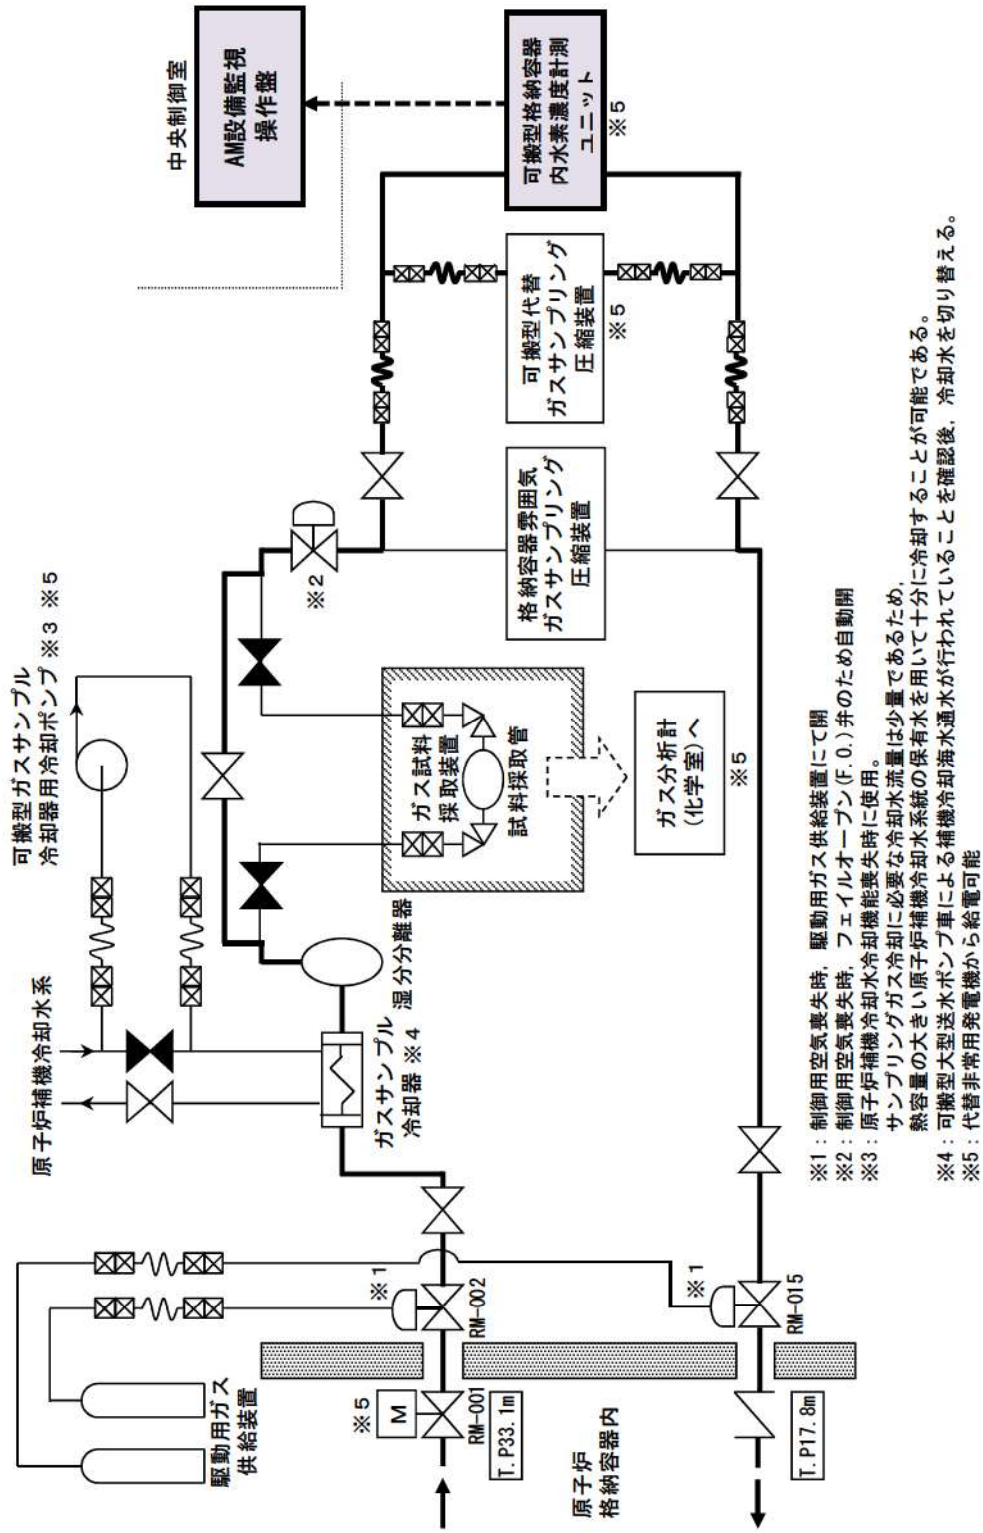 可搬型ガスサンプル
冷却器用冷却ポンプ ※3 ※5
原子炉補機冷却水系
駆動用ガス
供給装置
ガスサンプル
冷却器 ※4
湿分分離器
ガス試料
採取装置
試料採取管
ガス分析計
(化学室)へ
※5
※2
格納容器雰囲気
ガスサンプリング
圧縮装置
可搬型代替
ガスサンプリング
圧縮装置
※5
可搬型格納容器
内水素濃度計測
ユニット
※5
中央制御室
AM設備監視
操作盤
※5
M
RM-001
T.P33.1m
※1
RM-002
原子炉
格納容器内
※1
RM-015
T.P17.8m
※1:制御用空気喪失時,駆動用ガス供給装置にて開
※2:制御用空気喪失時,フェイルオープン(F.O.)弁のため自動開
※3:原子炉補機冷却水冷却機能喪失時に使用。
サンプリングガス冷却に必要な冷却水流量は少量であるため,
熱容量の大きい原子炉補機冷却水系統の保有水を用いて十分に冷却することが可能である。
※4:可搬型大型送水ポンプ車による補機冷却海水通水が行われていることを確認後,冷却水を切り替える。
※5:代替非常用発電機から給電可能